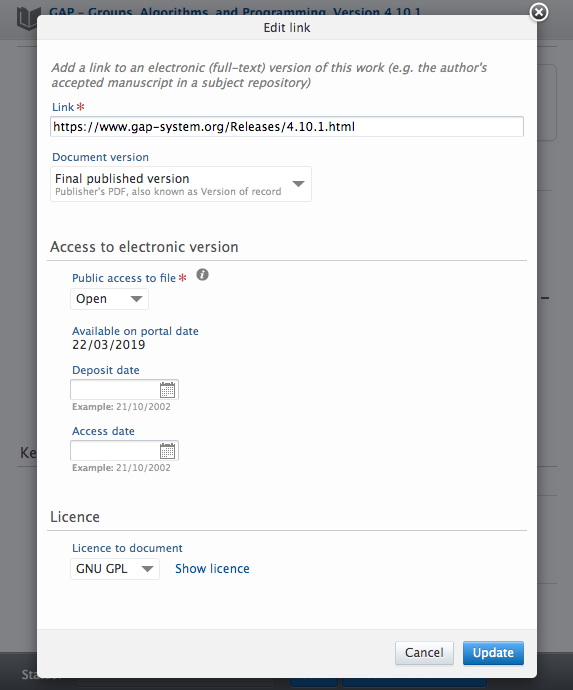 GAP – Groups, Algorithms, and Programming, Version 4.10.1
Edit link
Add a link to an electronic (full-text) version of this work (e.g. the author's
accepted manuscript in a subject repository)
Link *
https://www.gap-system.org/Releases/4.10.1.html
Document version
Final published version
Publisher's PDF, also known as Version of record
Access to electronic version
Public access to file * i
Open
Available on portal date
22/03/2019
Deposit date
Example: 21/10/2002
Access date
Ke
Example: 21/10/2002
Licence
Licence to document
GNU GPL Show licence
Cancel Update
Statu